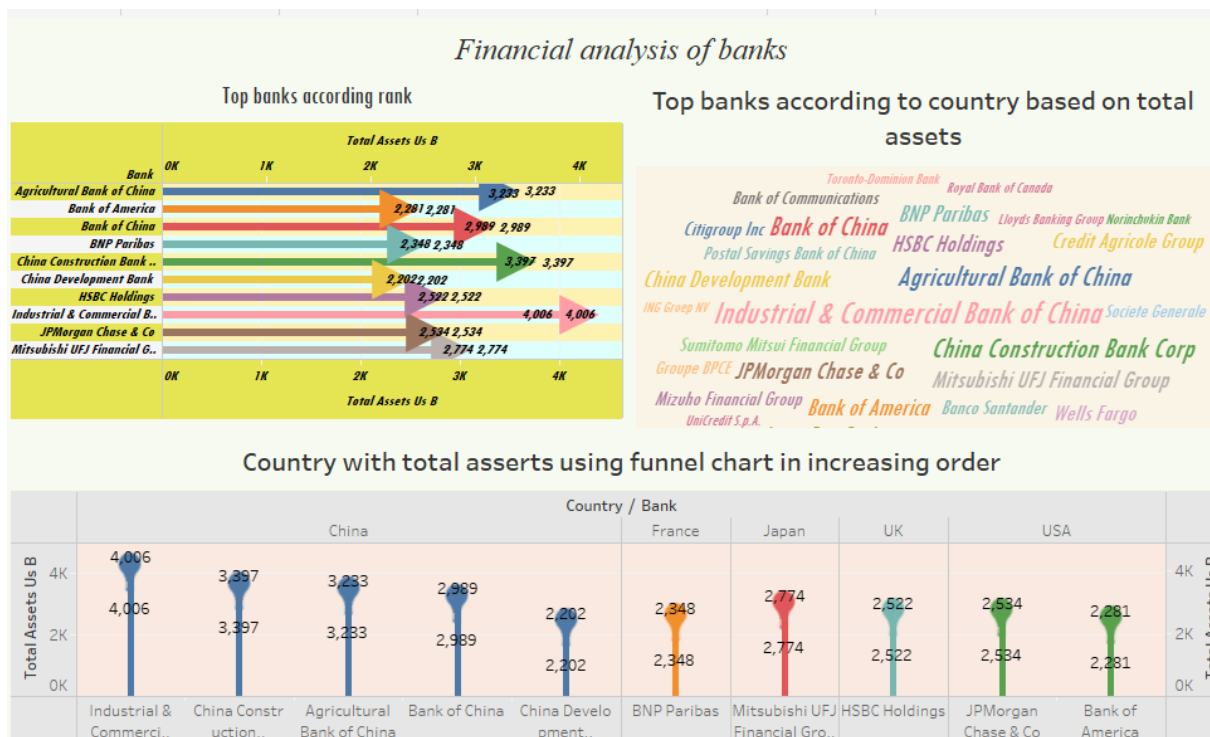 Financial analysis of banks
Top banks according rank
Total Assets Us B
Bank 0K 1K 2K 3K 4K
Agricultural Bank of China 3,233 3,233
Bank of America 2,281 2,281
Bank of China 2,989 2,989
BNP Paribas 2,348 2,348
China Construction Bank .. 3,397 3,397
China Development Bank 2,202 2,202
HSBC Holdings 2,522 2,522
Industrial & Commercial B.. 4,006 4,006
JPMorgan Chase & Co 2,534 2,534
Mitsubishi UFJ Financial G.. 2,774 2,774
0K 1K 2K 3K 4K
Total Assets Us B
Top banks according to country based on total
assets
Toronto-Dominion Bank
Royal Bank of Canada
Bank of Communications
BNP Paribas Lloyds Banking Group Norinchukin Bank
Citigroup Inc Bank of China
HSBC Holdings Credit Agricole Group
Postal Savings Bank of China
China Development Bank Agricultural Bank of China
ING Groep NV Industrial & Commercial Bank of China Societe Generale
Sumitomo Mitsui Financial Group China Construction Bank Corp
Groupe BPCE JPMorgan Chase & Co
Mitsubishi UFJ Financial Group
Mizuho Financial Group Bank of America Banco Santander Wells Fargo
UniCredit S.p.A.
Country with total asserts using funnel chart in increasing order
Country / Bank
China France Japan UK USA
Total Assets Us B
4K
2K
0K
4,006 3,397 3,233 2,989 2,202 2,348 2,774 2,522 2,534 2,281
4,006 3,397 3,233 2,989 2,202 2,348 2,774 2,522 2,534 2,281
4K
2K
0K
Total Assets Us B
Industrial & China Constr Agricultural Bank of China China Develo BNP Paribas Mitsubishi UFJ HSBC Holdings JPMorgan Bank of
Commerci.. uction.. Bank of China pment.. Financial Gro.. Chase & Co America